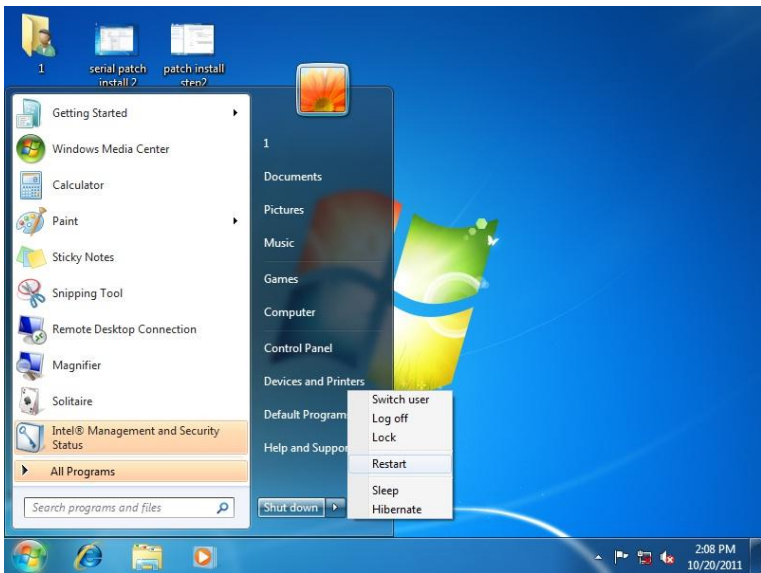 1
serial patch
install 2
patch install
step2
Getting Started
Windows Media Center
Calculator
Paint
Sticky Notes
Snipping Tool
Remote Desktop Connection
Magnifier
Solitaire
Intel® Management and Security
Status
All Programs
Search programs and files
1
Documents
Pictures
Music
Games
Computer
Control Panel
Devices and Printers
Default Program
Help and Suppor
Shut down
Switch user
Log off
Lock
Restart
Sleep
Hibernate
2:08 PM
10/20/2011